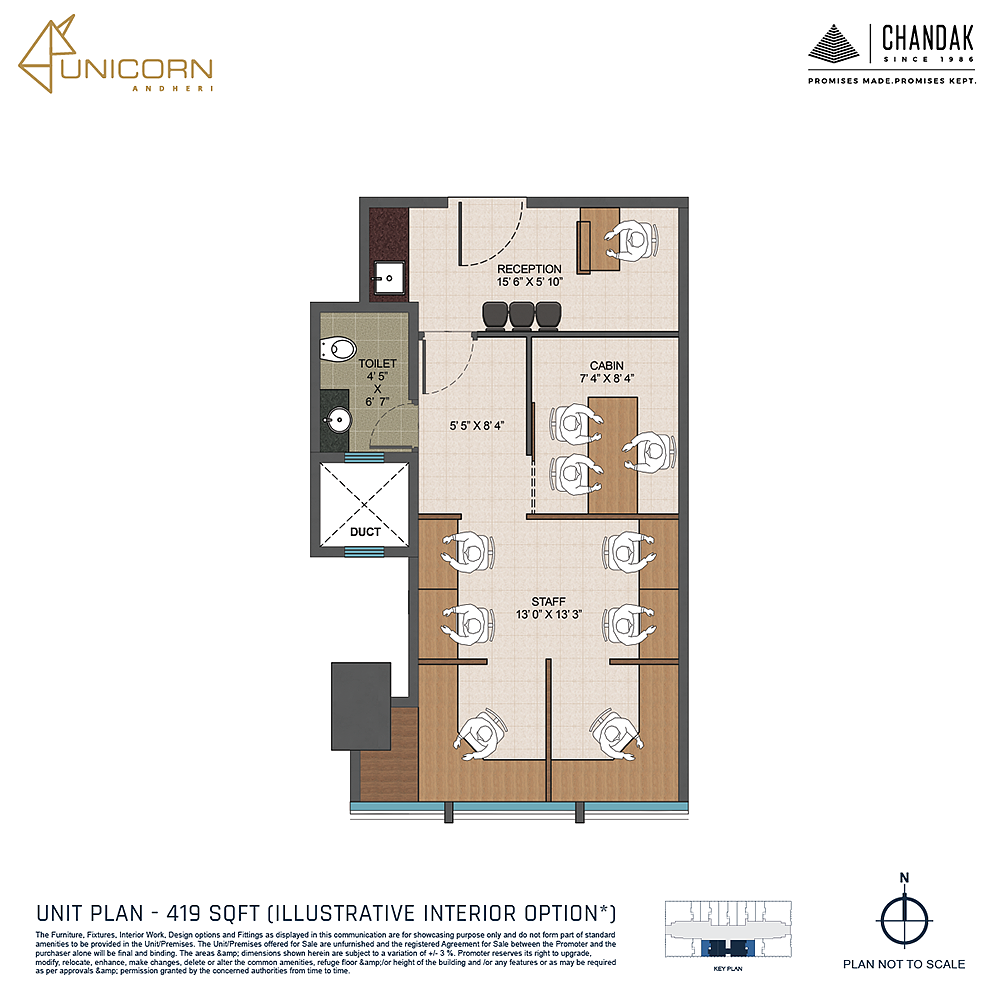 UNICORN
ANDHERI
CHANDAK
SINCE 1986
PROMISES MADE.PROMISES KEPT.
RECEPTION
15' 6" X 5' 10"
TOILET
4' 5"
X
6' 7"
CABIN
7' 4" X 8' 4"
5' 5" X 8' 4"
DUCT
STAFF
13' 0" X 13' 3"
UNIT PLAN - 419 SQFT (ILLUSTRATIVE INTERIOR OPTION*)
The Furniture, Fixtures, Interior Work, Design options and Fittings as displayed in this communication are for showcasing purpose only and do not form part of standard
amenities to be provided in the Unit/Premises. The Unit/Premises offered for Sale are unfurnished and the registered Agreement for Sale between the Promoter and the
purchaser alone will be final and binding. The areas &amp; dimensions shown herein are subject to a variation of +/- 3 %. Promoter reserves its right to upgrade,
modify, relocate, enhance, make changes, delete or alter the common amenities, refuge floor &amp;/or height of the building and /or any features or as may be required
as per approvals &amp; permission granted by the concerned authorities from time to time.
KEY PLAN
N
PLAN NOT TO SCALE